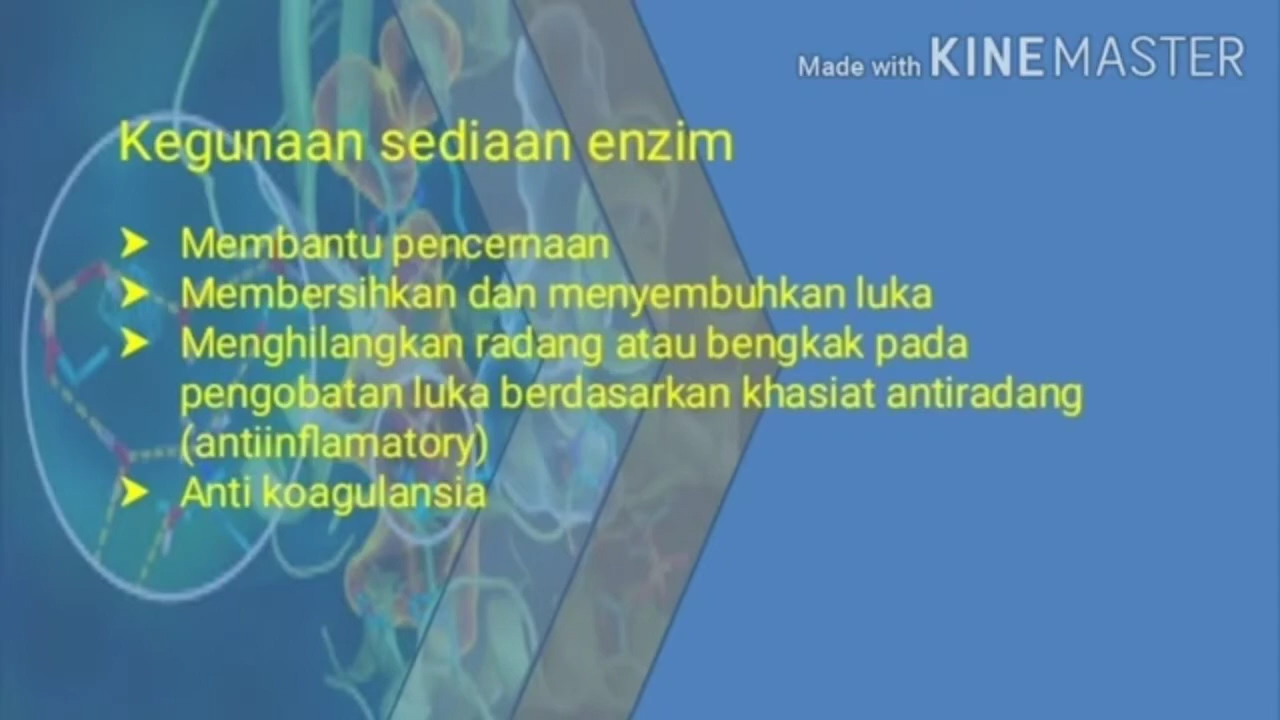 Made with KINEMASTER
Kegunaan sediaan enzim
➤ Membantu pencernaan
➤ Membersihkan dan menyembuhkan luka
➤ Menghilangkan radang atau bengkak pada
pengobatan luka berdasarkan khasiat antiradang
(antiinflamatory)
➤ Anti koagulansia